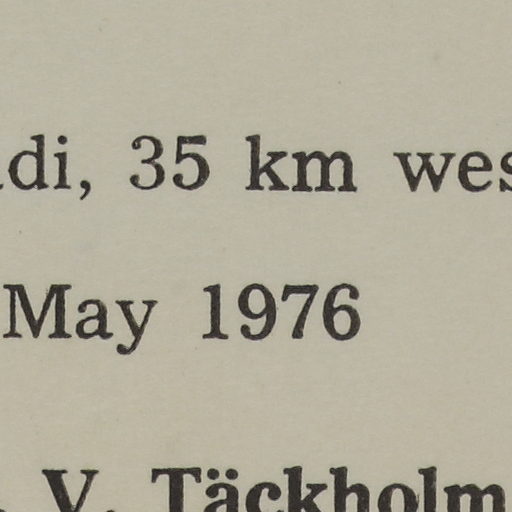 di, 35 km wes
May 1976
V. Täckholm